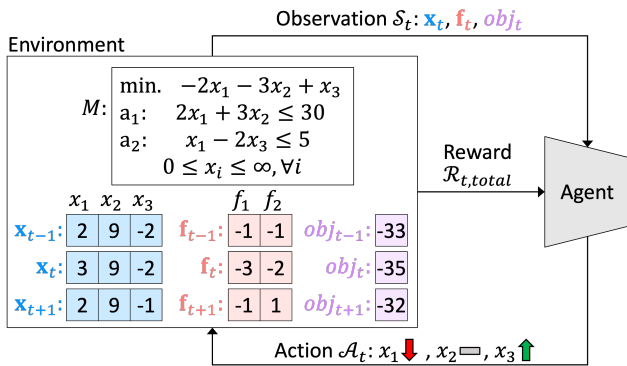 Observation 𝒮ₜ: 𝐱ₜ, 𝐟ₜ, objₜ
Environment
M:
min. −2x₁ − 3x₂ + x₃
a₁: 2x₁ + 3x₂ ≤ 30
a₂: x₁ − 2x₃ ≤ 5
0 ≤ xᵢ ≤ ∞, ∀i
Reward
ℛ_{t,total}
Agent
x₁ x₂ x₃ f₁ f₂
𝐱ₜ₋₁: 2 9 -2 𝐟ₜ₋₁: -1 -1 objₜ₋₁: -33
𝐱ₜ: 3 9 -2 𝐟ₜ: -3 -2 objₜ: -35
𝐱ₜ₊₁: 2 9 -1 𝐟ₜ₊₁: -1 1 objₜ₊₁: -32
Action 𝒜ₜ: x₁ , x₂ , x₃